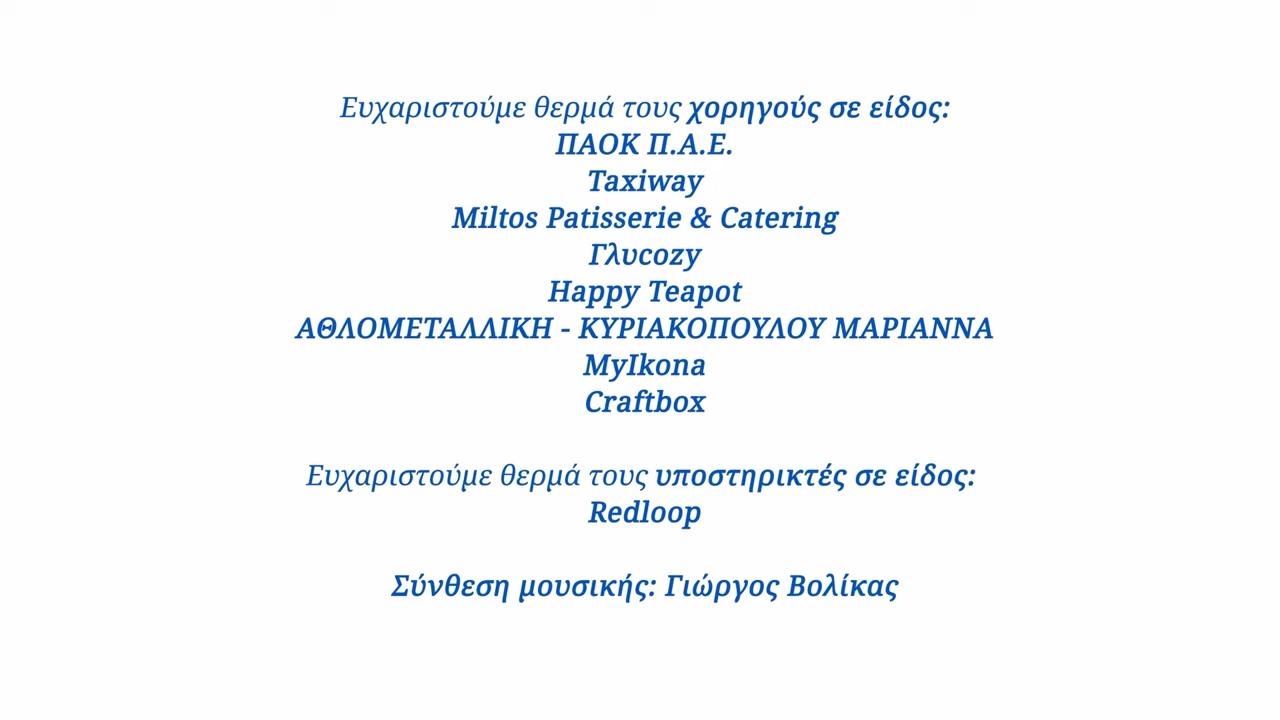 Ευχαριστούμε θερμά τους χορηγούς σε είδος:
ΠΑΟΚ Π.Α.Ε.
Taxiway
Miltos Patisserie & Catering
Γλυcozy
Happy Teapot
ΑΘΛΟΜΕΤΑΛΛΙΚΗ - ΚΥΡΙΑΚΟΠΟΥΛΟΥ ΜΑΡΙΑΝΝΑ
MyIkona
Craftbox
Ευχαριστούμε θερμά τους υποστηρικτές σε είδος:
Redloop
Σύνθεση μουσικής: Γιώργος Βολίκας